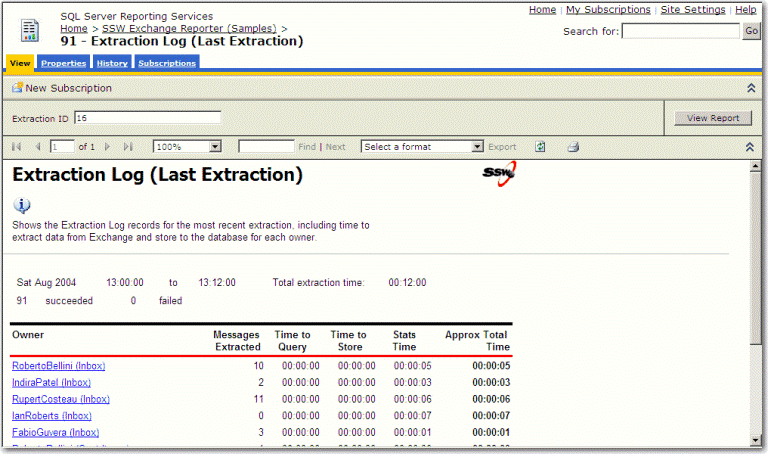 SQL Server Reporting Services
Home | My Subscriptions | Site Settings | Help
Home > SSW Exchange Reporter (Samples) >
91 - Extraction Log (Last Extraction)
Search for: Go
View Properties History Subscriptions
New Subscription
Extraction ID 16 View Report
1 of 1 100% Find | Next Select a format Export
Extraction Log (Last Extraction)
SSW
Shows the Extraction Log records for the most recent extraction, including time to
extract data from Exchange and store to the database for each owner.
Sat Aug 2004 13:00:00 to 13:12:00 Total extraction time: 00:12:00
91 succeeded 0 failed
Owner Messages Extracted Time to Query Time to Store Stats Time Approx Total Time
RobertoBellini (Inbox) 10 00:00:00 00:00:00 00:00:05 00:00:05
IndiraPatel (Inbox) 2 00:00:00 00:00:00 00:00:03 00:00:03
RupertCosteau (Inbox) 11 00:00:00 00:00:00 00:00:06 00:00:06
IanRoberts (Inbox) 0 00:00:00 00:00:00 00:00:07 00:00:07
FabioGuvera (Inbox) 3 00:00:00 00:00:00 00:00:01 00:00:01